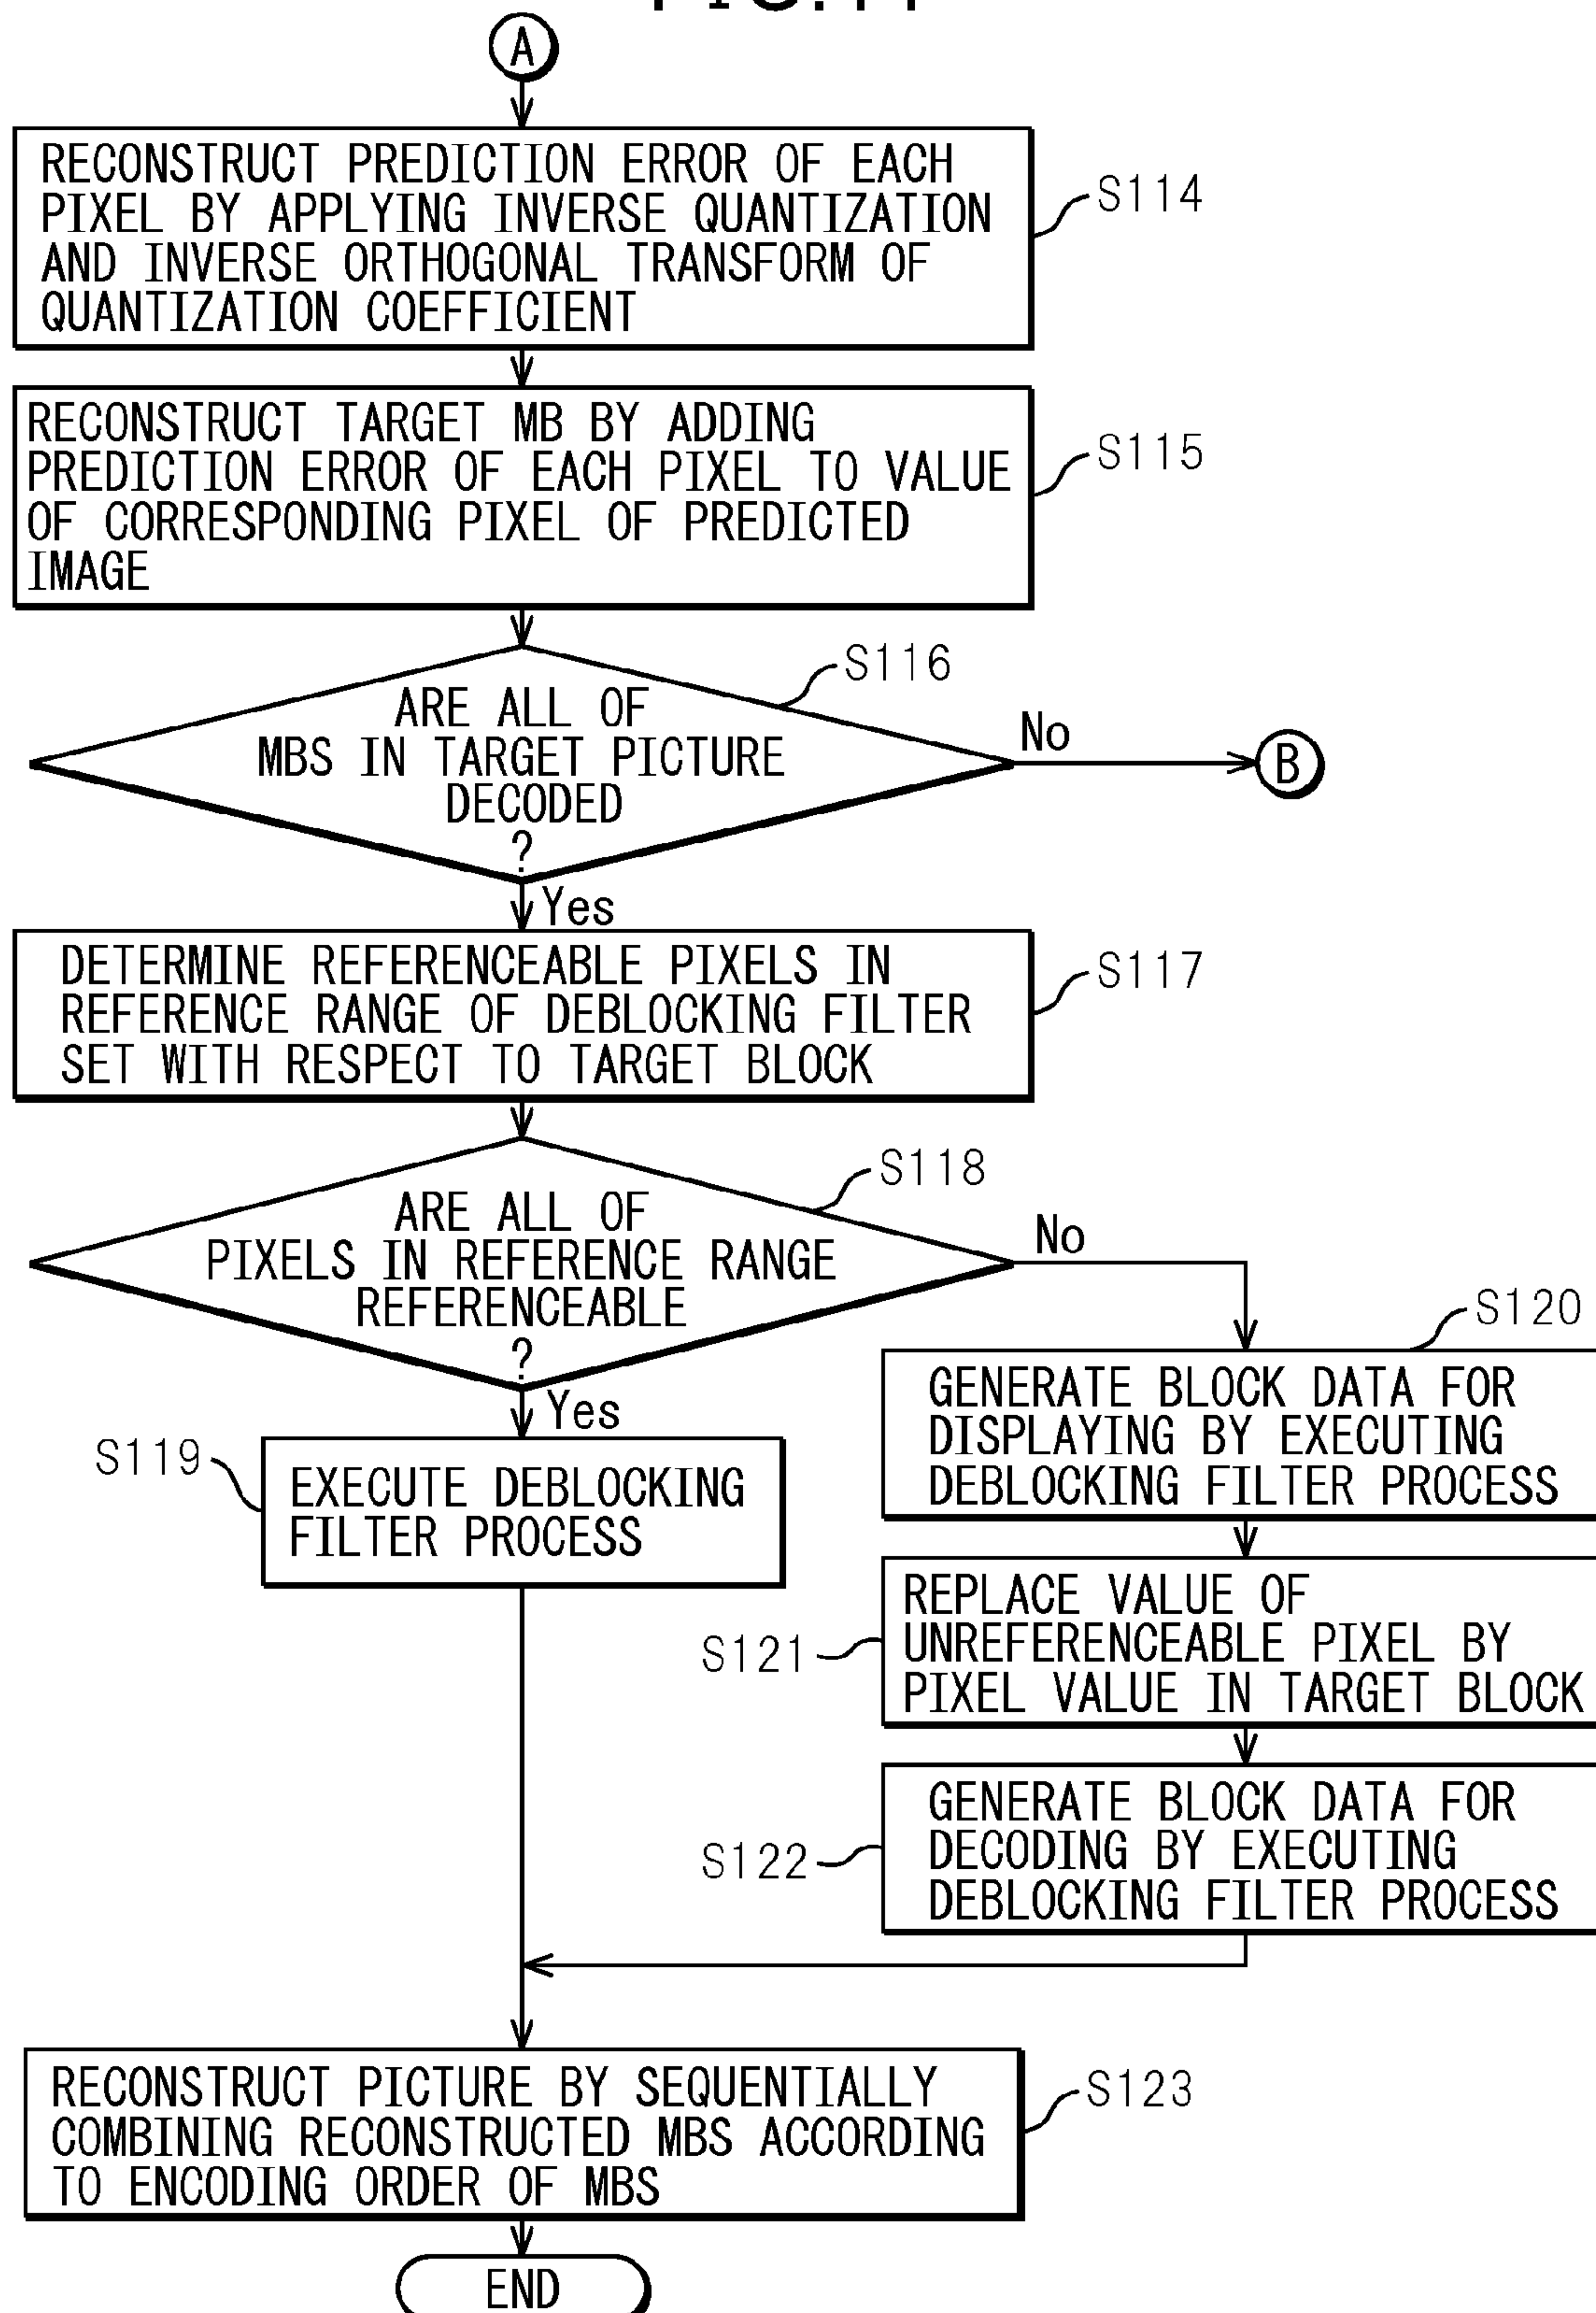 A
RECONSTRUCT PREDICTION ERROR OF EACH
PIXEL BY APPLYING INVERSE QUANTIZATION
AND INVERSE ORTHOGONAL TRANSFORM OF
QUANTIZATION COEFFICIENT
S114
RECONSTRUCT TARGET MB BY ADDING
PREDICTION ERROR OF EACH PIXEL TO VALUE
OF CORRESPONDING PIXEL OF PREDICTED
IMAGE
S115
S116
ARE ALL OF
MBS IN TARGET PICTURE
DECODED
?
No
B
Yes
DETERMINE REFERENCEABLE PIXELS IN
REFERENCE RANGE OF DEBLOCKING FILTER
SET WITH RESPECT TO TARGET BLOCK
S117
S118
ARE ALL OF
PIXELS IN REFERENCE RANGE
REFERENCEABLE
?
No
Yes
S119
EXECUTE DEBLOCKING
FILTER PROCESS
S120
GENERATE BLOCK DATA FOR
DISPLAYING BY EXECUTING
DEBLOCKING FILTER PROCESS
S121
REPLACE VALUE OF
UNREFERENCEABLE PIXEL BY
PIXEL VALUE IN TARGET BLOCK
S122
GENERATE BLOCK DATA FOR
DECODING BY EXECUTING
DEBLOCKING FILTER PROCESS
RECONSTRUCT PICTURE BY SEQUENTIALLY
COMBINING RECONSTRUCTED MBS ACCORDING
TO ENCODING ORDER OF MBS
S123
END